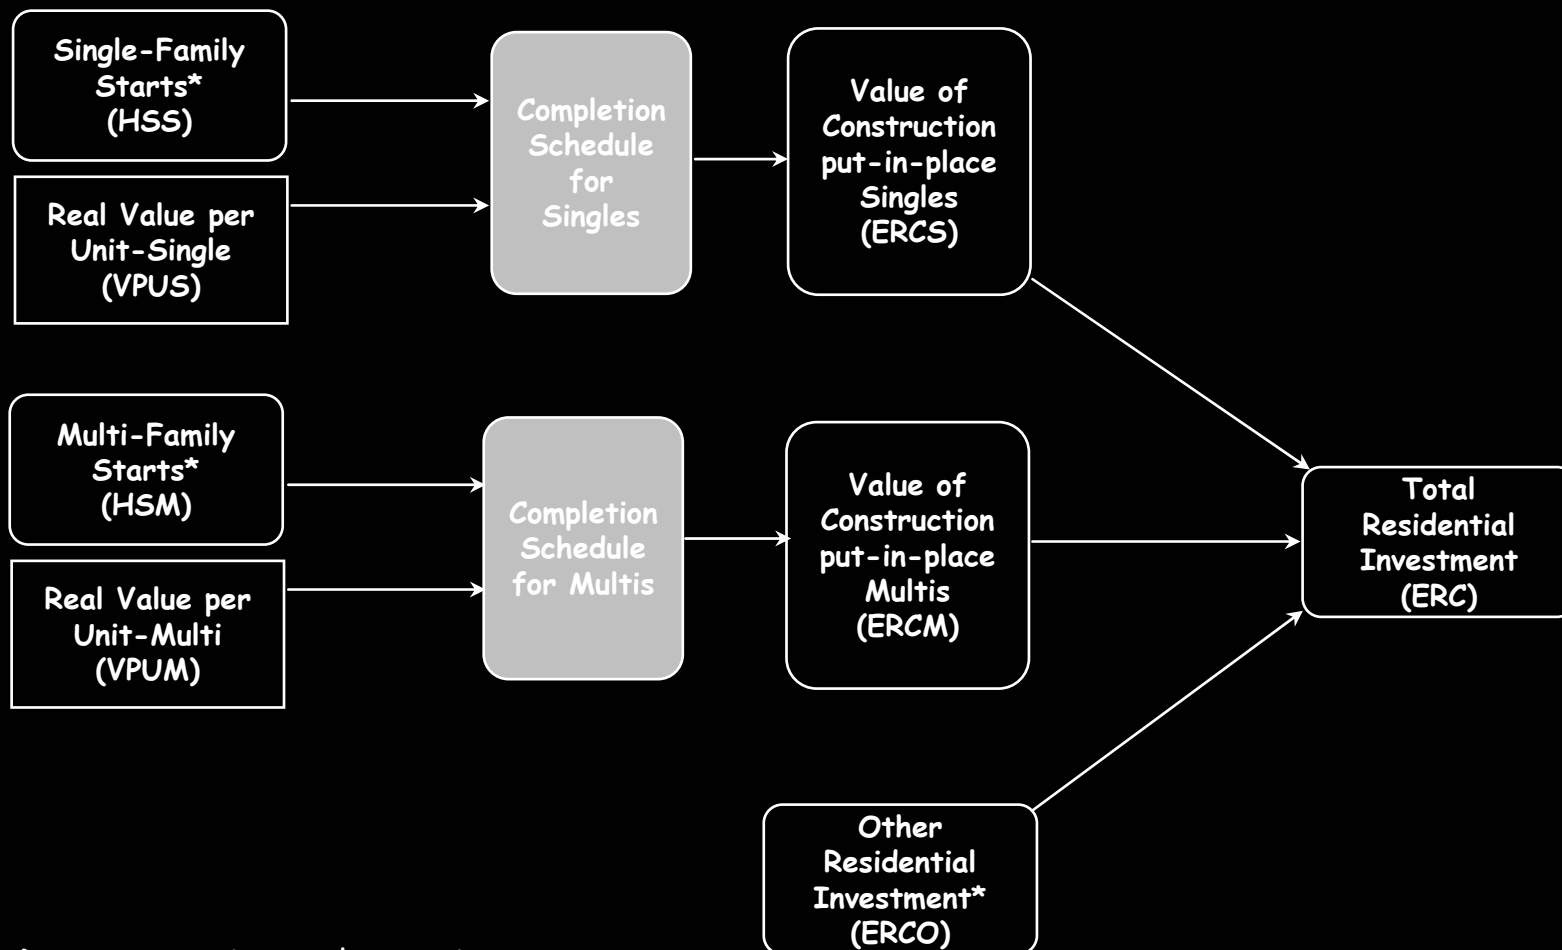 Single-Family
Starts*
(HSS)
Real Value per
Unit-Single
(VPUS)
Completion
Schedule
for
Singles
Value of
Construction
put-in-place
Singles
(ERCS)
Multi-Family
Starts*
(HSM)
Real Value per
Unit-Multi
(VPUM)
Completion
Schedule
for Multis
Value of
Construction
put-in-place
Multis
(ERCM)
Total
Residential
Investment
(ERC)
Other
Residential
Investment*
(ERCO)